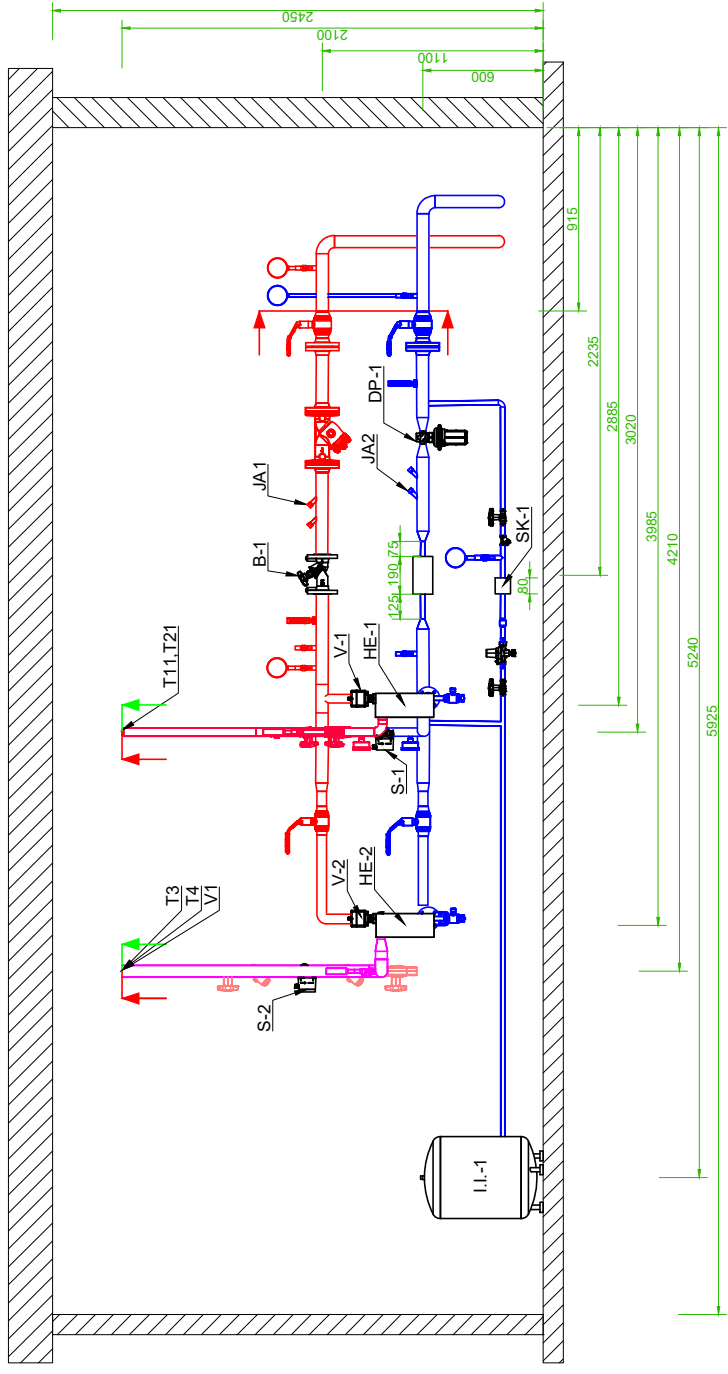 2450
2100
1100
600
915
2235
2885
3020
3985
4210
5240
5925
DP-1
JA1
JA2
B-1
75
190
125
SK-1
80
T11,T21
V-1
HE-1
S-1
V-2
HE-2
T3
T4
V1
S-2
I.I.-1